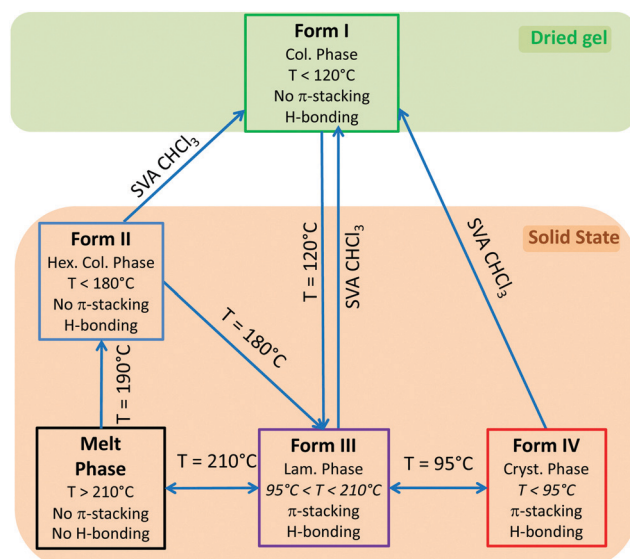 Form I
Col. Phase
T < 120°C
No π-stacking
H-bonding
Dried gel
SVA CHCl₃
T = 120°C
SVA CHCl₃
SVA CHCl₃
Solid State
Form II
Hex. Col. Phase
T < 180°C
No π-stacking
H-bonding
T = 180°C
T = 190°C
Melt
Phase
T > 210°C
No π-stacking
No H-bonding
T = 210°C
Form III
Lam. Phase
95°C < T < 210°C
π-stacking
H-bonding
T = 95°C
Form IV
Cryst. Phase
T < 95°C
π-stacking
H-bonding